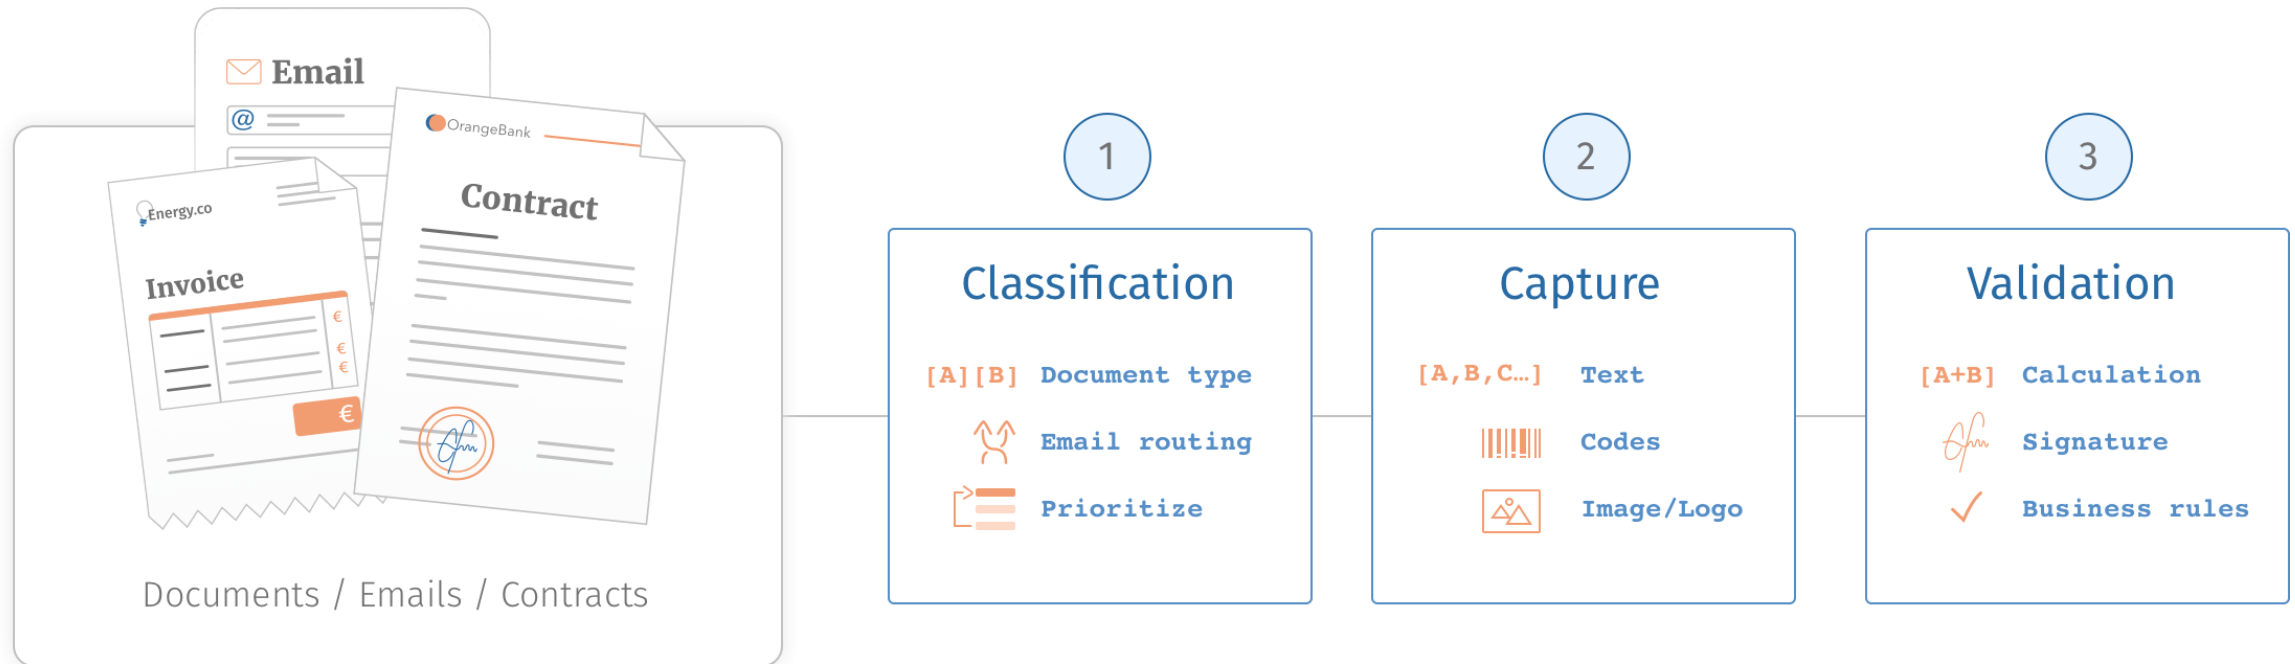 Email
@
OrangeBank
Contract
Energy.co
Invoice
€
€
€
€
Documents / Emails / Contracts
1
Classification
[A][B] Document type
Email routing
Prioritize
2
Capture
[A,B,C…] Text
Codes
Image/Logo
3
Validation
[A+B] Calculation
Signature
Business rules